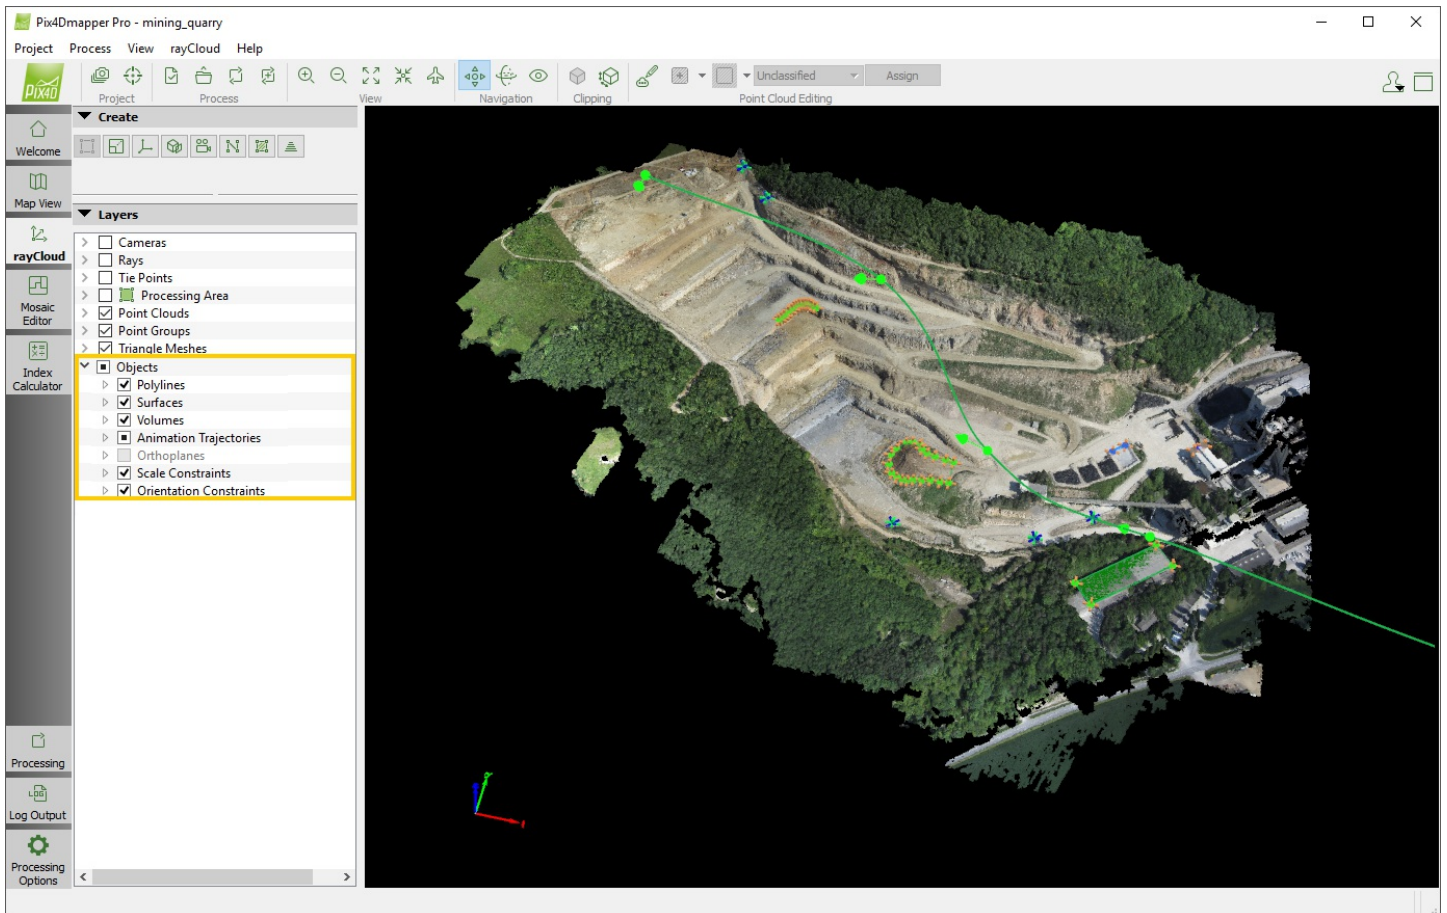 Pix4Dmapper Pro - mining_quarry
Project Process View rayCloud Help
PIX4D
Unclassified Assign
Project Process View Navigation Clipping Point Cloud Editing
Welcome
Map View
rayCloud
Mosaic
Editor
Index
Calculator
Processing
LOG
Log Output
Processing
Options
Create
Layers
Cameras
Rays
Tie Points
Processing Area
Point Clouds
Point Groups
Triangle Meshes
Objects
Polylines
Surfaces
Volumes
Animation Trajectories
Orthoplanes
Scale Constraints
Orientation Constraints